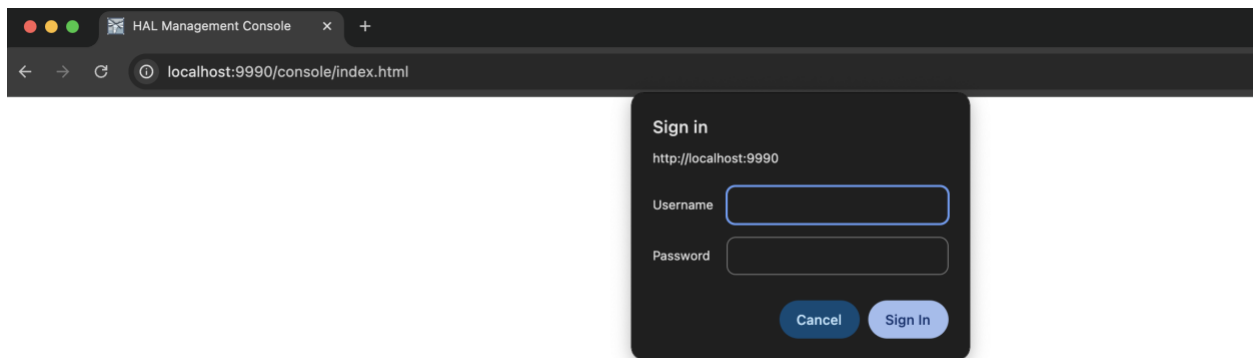 HAL Management Console
localhost:9990/console/index.html
Sign in
http://localhost:9990
Username
Password
Cancel Sign In